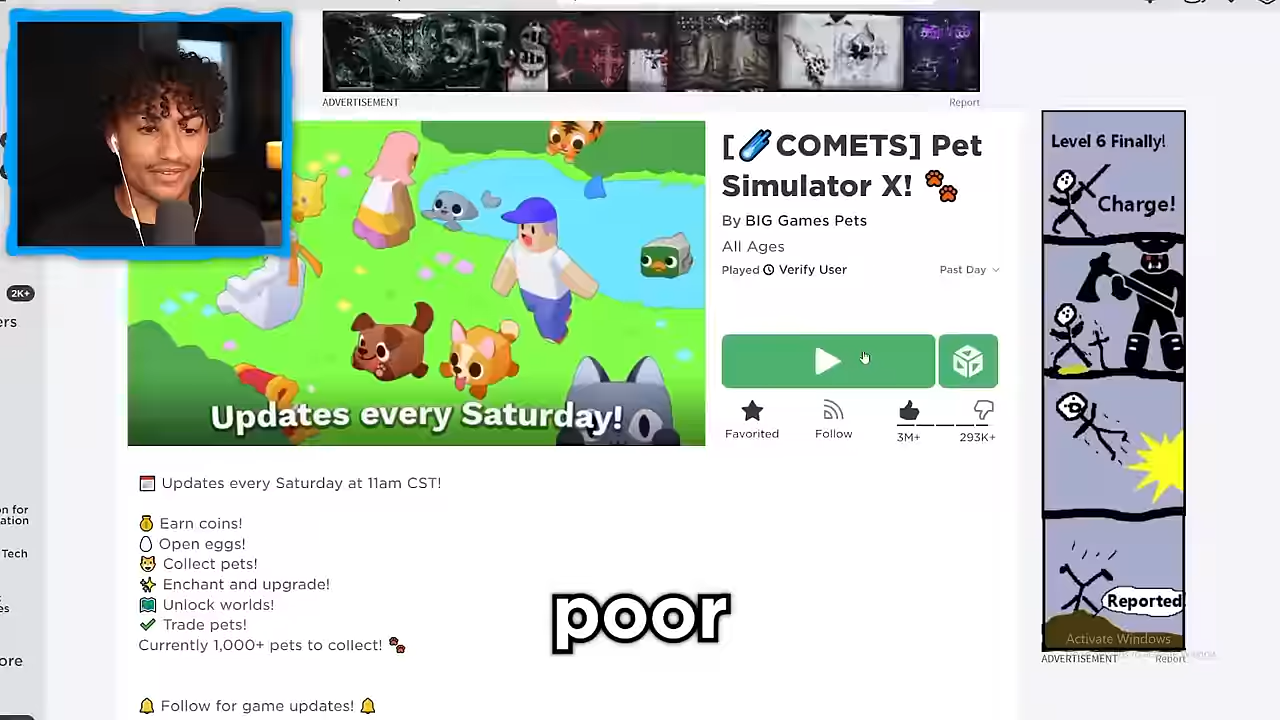 ADVERTISEMENT
Report
[☄COMETS] Pet
Simulator X! 🐾
By BIG Games Pets
All Ages
Played Verify User
Past Day
Favorited
Follow
3M+
293K+
Updates every Saturday!
Updates every Saturday at 11am CST!
Earn coins!
Open eggs!
Collect pets!
Enchant and upgrade!
Unlock worlds!
Trade pets!
Currently 1,000+ pets to collect!
Follow for game updates!
poor
2K+
ers
on for
ation
Tech
es
ore
Level 6 Finally!
Charge!
Reported
Activate Windows
ADVERTISEMENT
Report